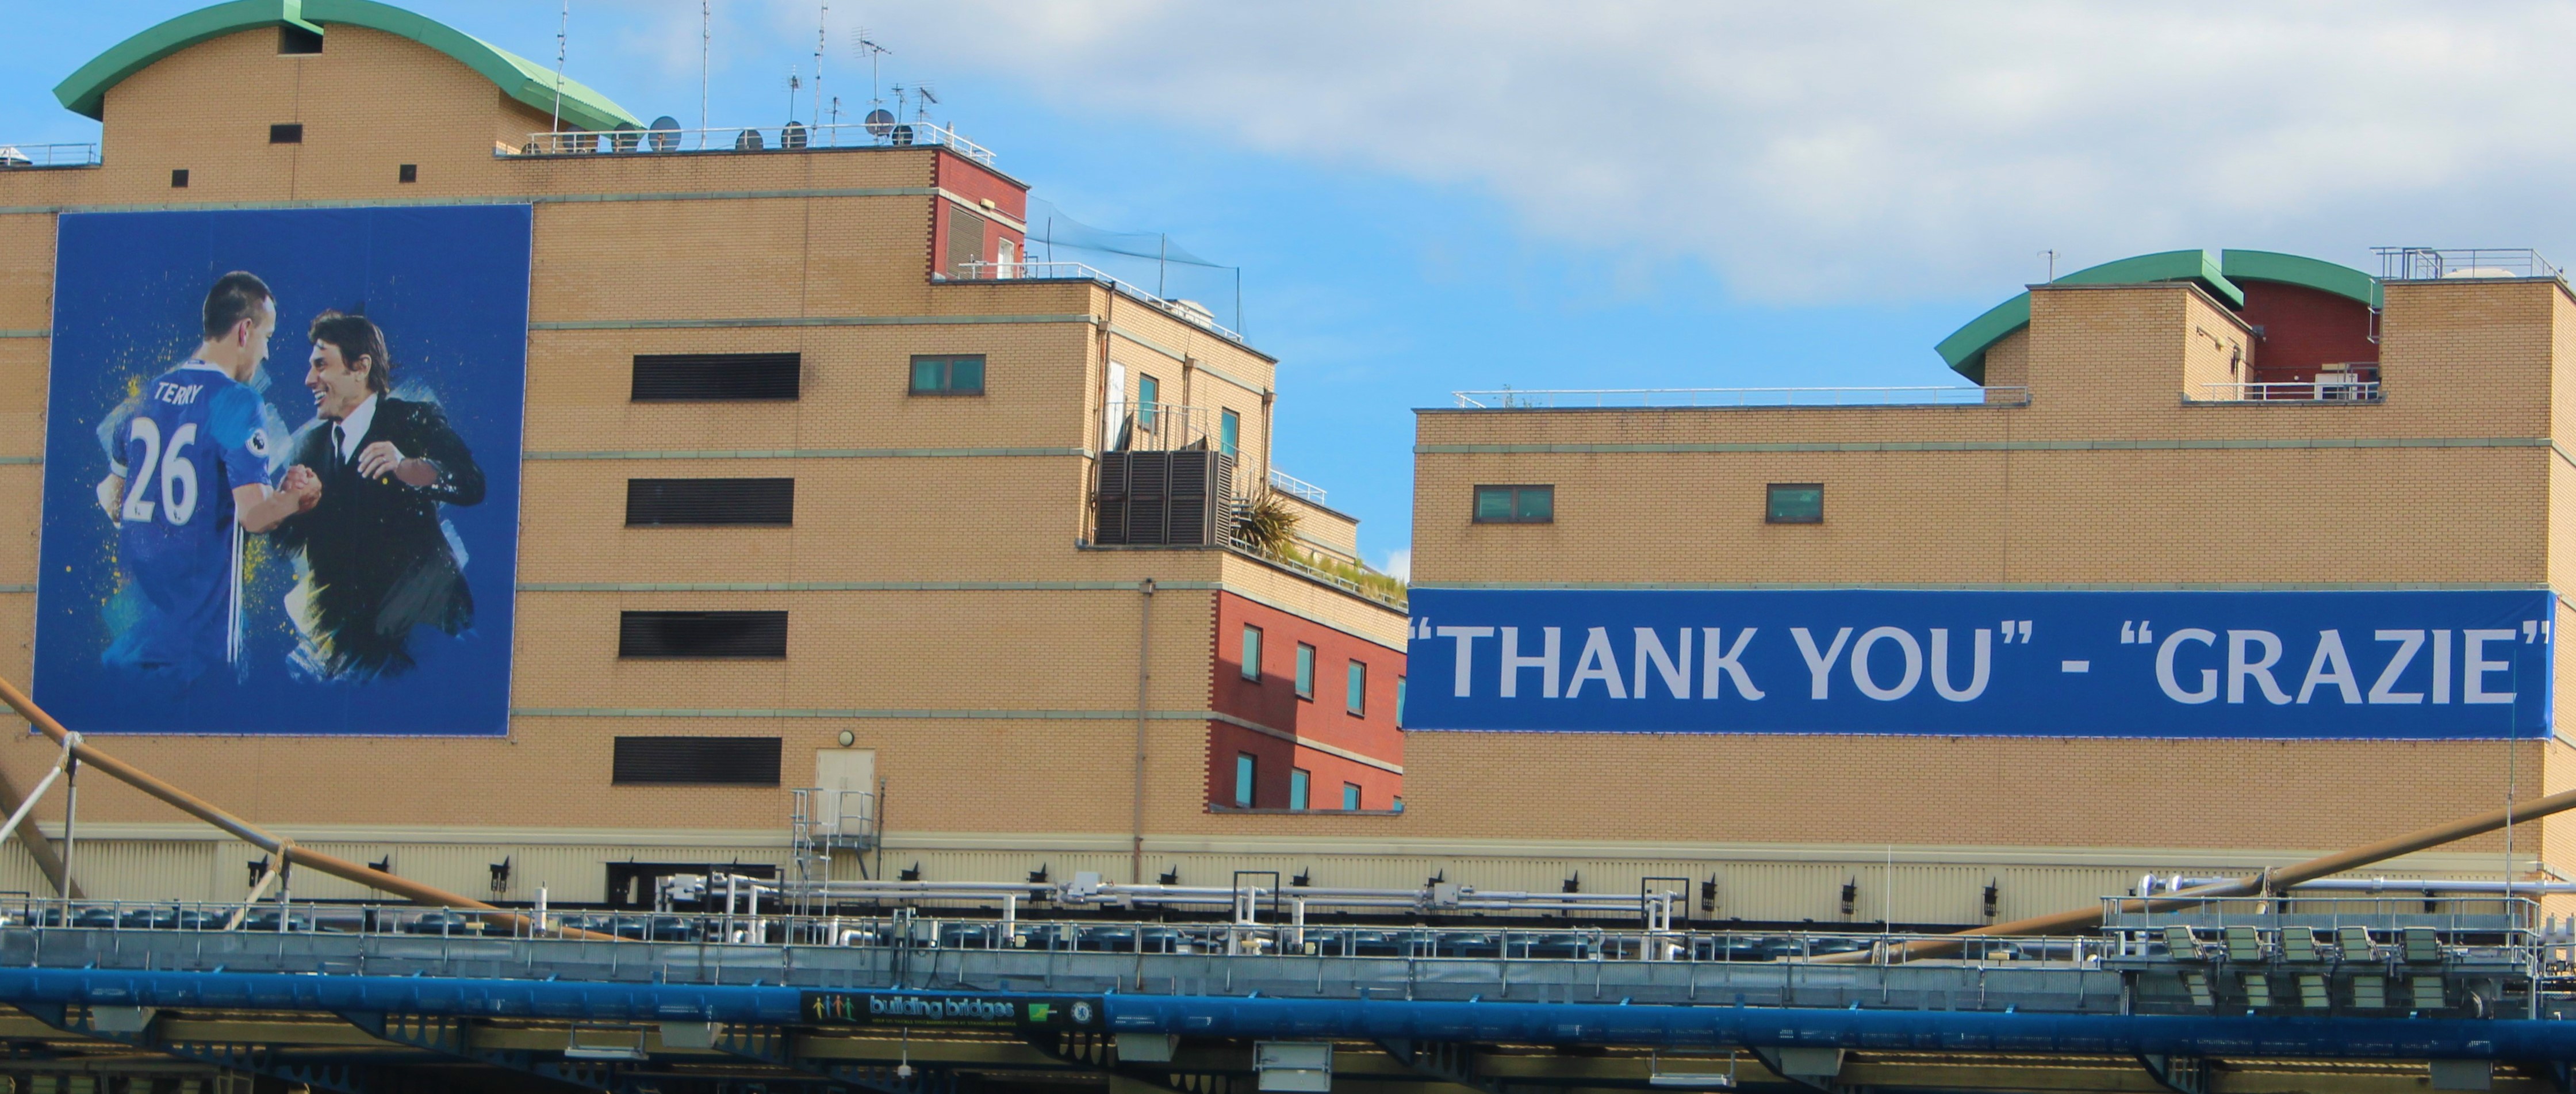 TERRY
26
“THANK YOU” - “GRAZIE”
building bridges